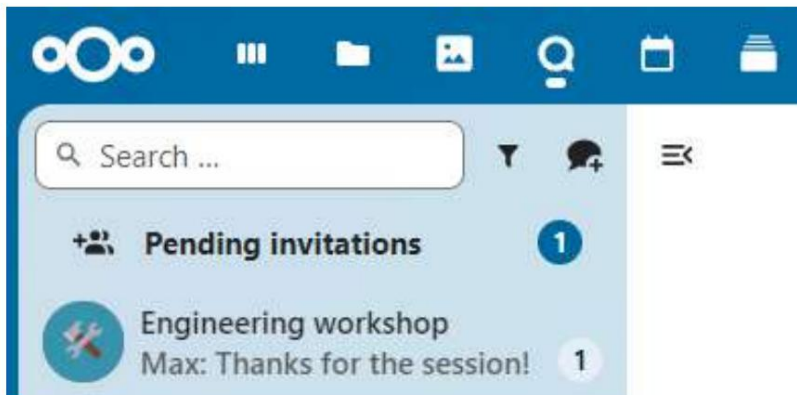 Search ...
Pending invitations 1
Engineering workshop
Max: Thanks for the session! 1